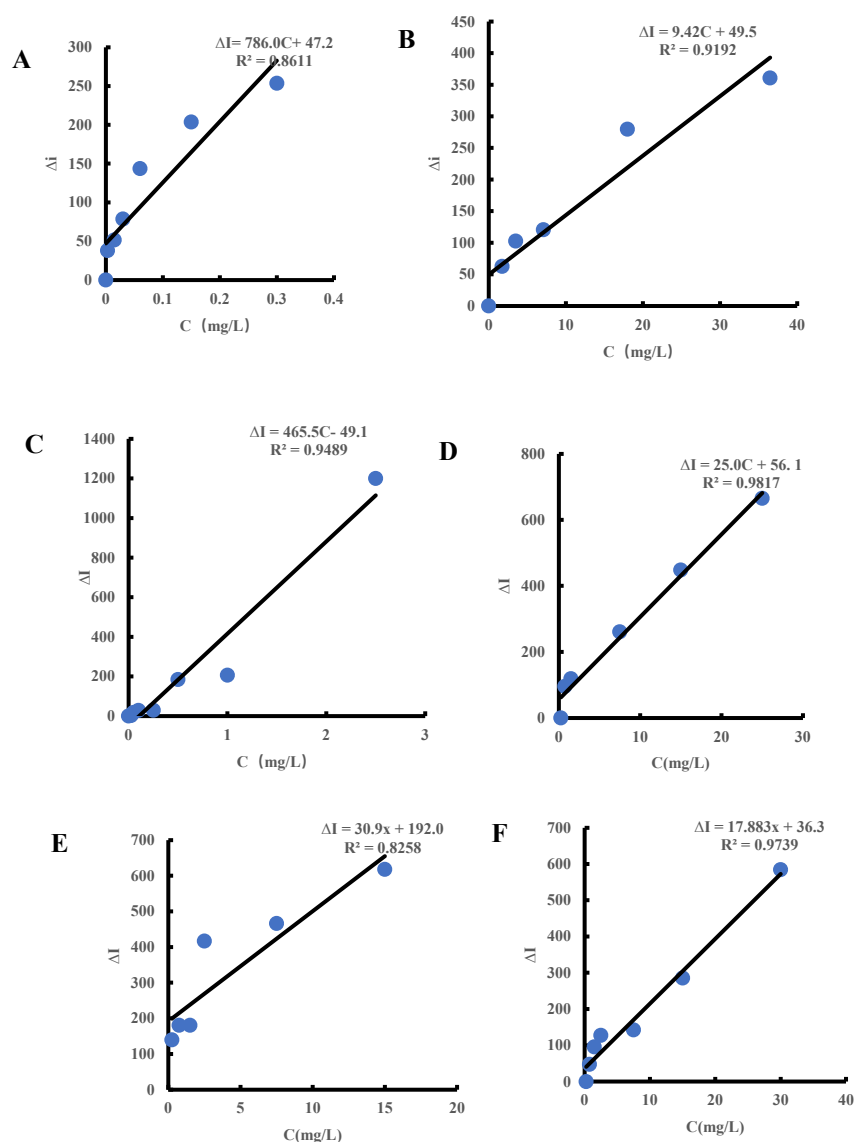 A
ΔI= 786.0C+ 47.2
R² = 0.8611
300
250
200
150
100
50
0
Δi
0
0.1
0.2
0.3
0.4
C （mg/L）
B
ΔI = 9.42C + 49.5
R² = 0.9192
450
400
350
300
250
200
150
100
50
0
Δi
0
10
20
30
40
C （mg/L）
C
ΔI = 465.5C- 49.1
R² = 0.9489
1400
1200
1000
800
600
400
200
0
ΔI
0
1
2
3
C （mg/L）
D
ΔI = 25.0C + 56. 1
R² = 0.9817
800
600
400
200
0
ΔI
0
10
20
30
C(mg/L)
E
ΔI = 30.9x + 192.0
R² = 0.8258
700
600
500
400
300
200
100
0
ΔI
0
5
10
15
20
C(mg/L)
F
ΔI = 17.883x + 36.3
R² = 0.9739
700
600
500
400
300
200
100
0
ΔI
0
10
20
30
40
C(mg/L)